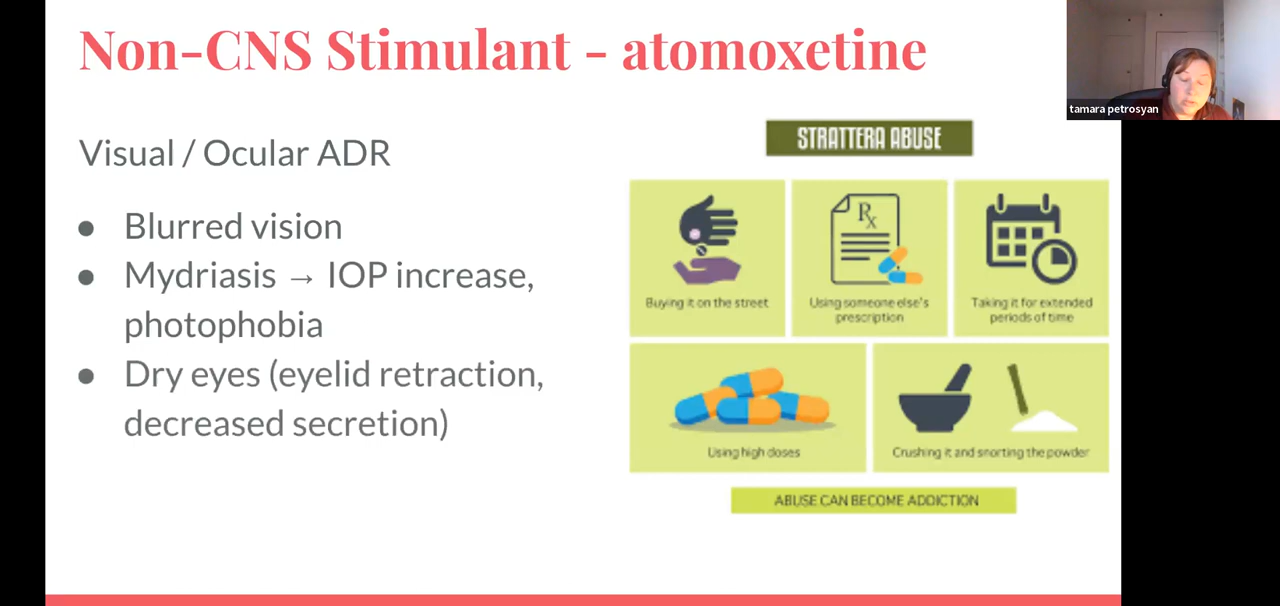 Non-CNS Stimulant - atomoxetine
tamara petrosyan
Visual / Ocular ADR
● Blurred vision
● Mydriasis → IOP increase,
photophobia
● Dry eyes (eyelid retraction,
decreased secretion)
STRATTERA ABUSE
Buying it on the street
Rx
Using someone else's
prescription
Taking it for extended
periods of time
Using high doses
Crushing it and snorting the powder
ABUSE CAN BECOME ADDICTION